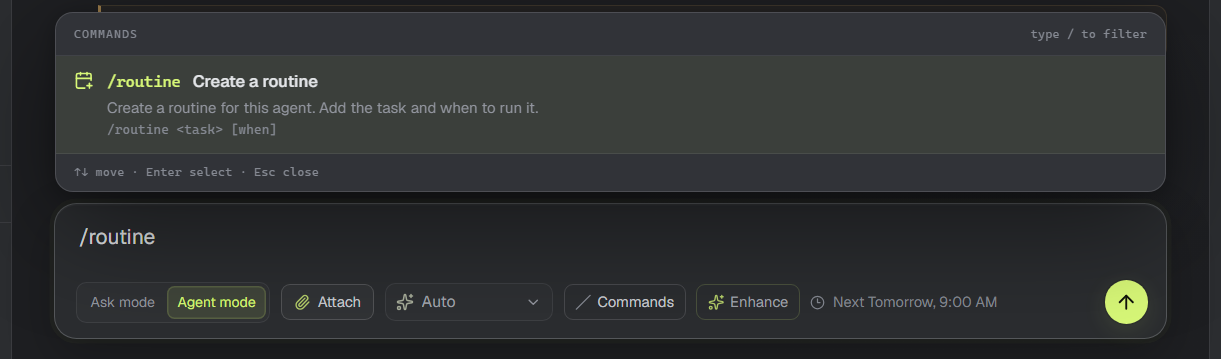 COMMANDS
type / to filter
/routine Create a routine
Create a routine for this agent. Add the task and when to run it.
/routine <task> [when]
↑↓ move · Enter select · Esc close
/routine
Ask mode
Agent mode
Attach
Auto
Commands
Enhance
Next Tomorrow, 9:00 AM